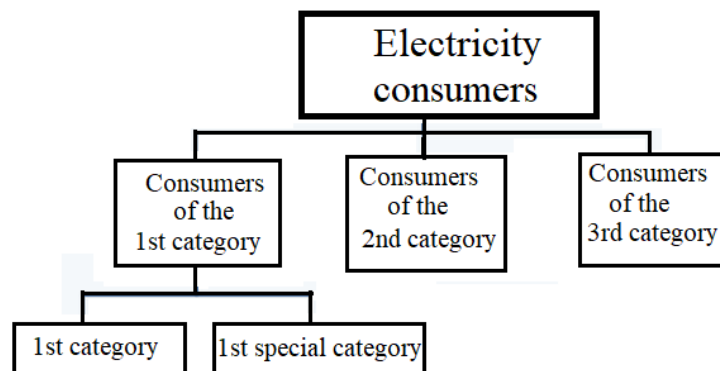 Electricity
consumers
Consumers
of the
1st category
Consumers
of the
2nd category
Consumers
of the
3rd category
1st category
1st special category